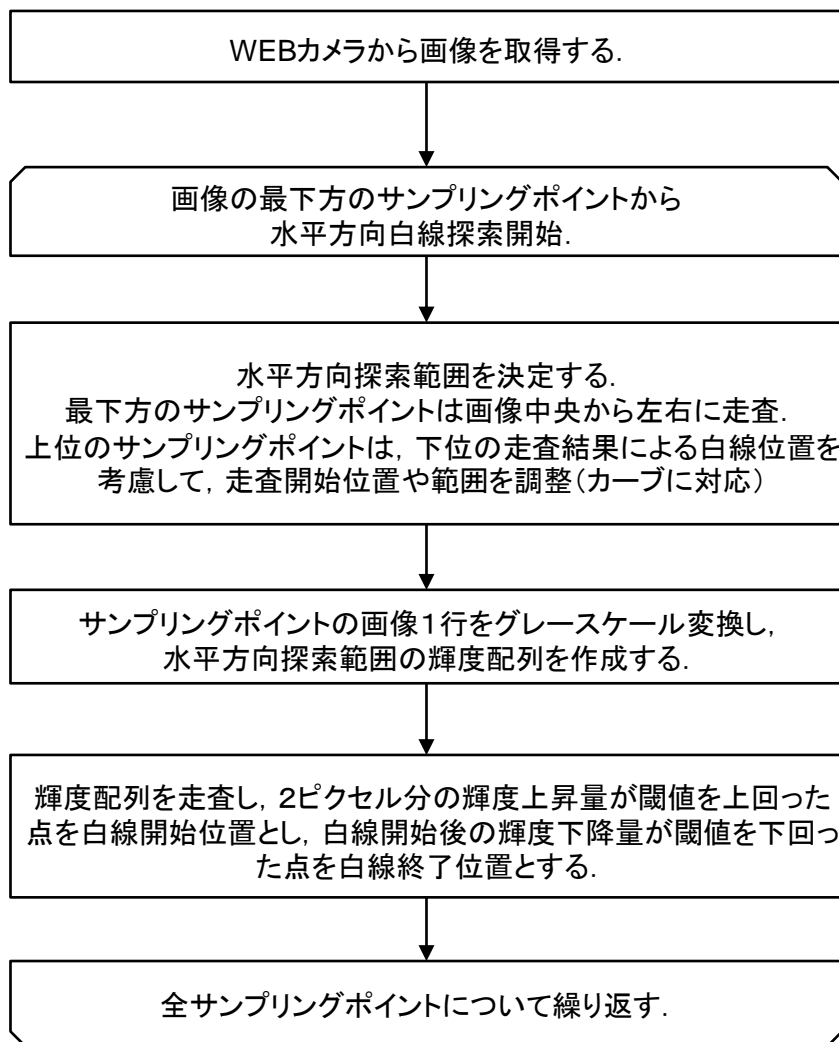 WEBカメラから画像を取得する.
画像の最下方のサンプリングポイントから
水平方向白線探索開始.
水平方向探索範囲を決定する.
最下方のサンプリングポイントは画像中央から左右に走査.
上位のサンプリングポイントは, 下位の走査結果による白線位置を
考慮して, 走査開始位置や範囲を調整(カーブに対応)
サンプリングポイントの画像1行をグレースケール変換し,
水平方向探索範囲の輝度配列を作成する.
輝度配列を走査し, 2ピクセル分の輝度上昇量が閾値を上回った
点を白線開始位置とし, 白線開始後の輝度下降量が閾値を下回っ
た点を白線終了位置とする.
全サンプリングポイントについて繰り返す.